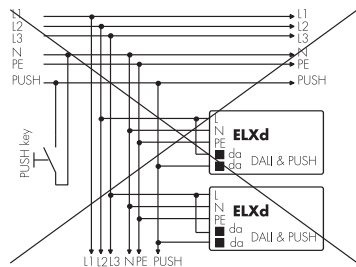 L1 L1
L2 L2
L3 L3
N N
PE PE
PUSH PUSH
PUSH key
L
N
PE
da
da
ELXd
DALI & PUSH
L
N
PE
da
da
ELXd
DALI & PUSH
L1 L2 L3 N PE PUSH